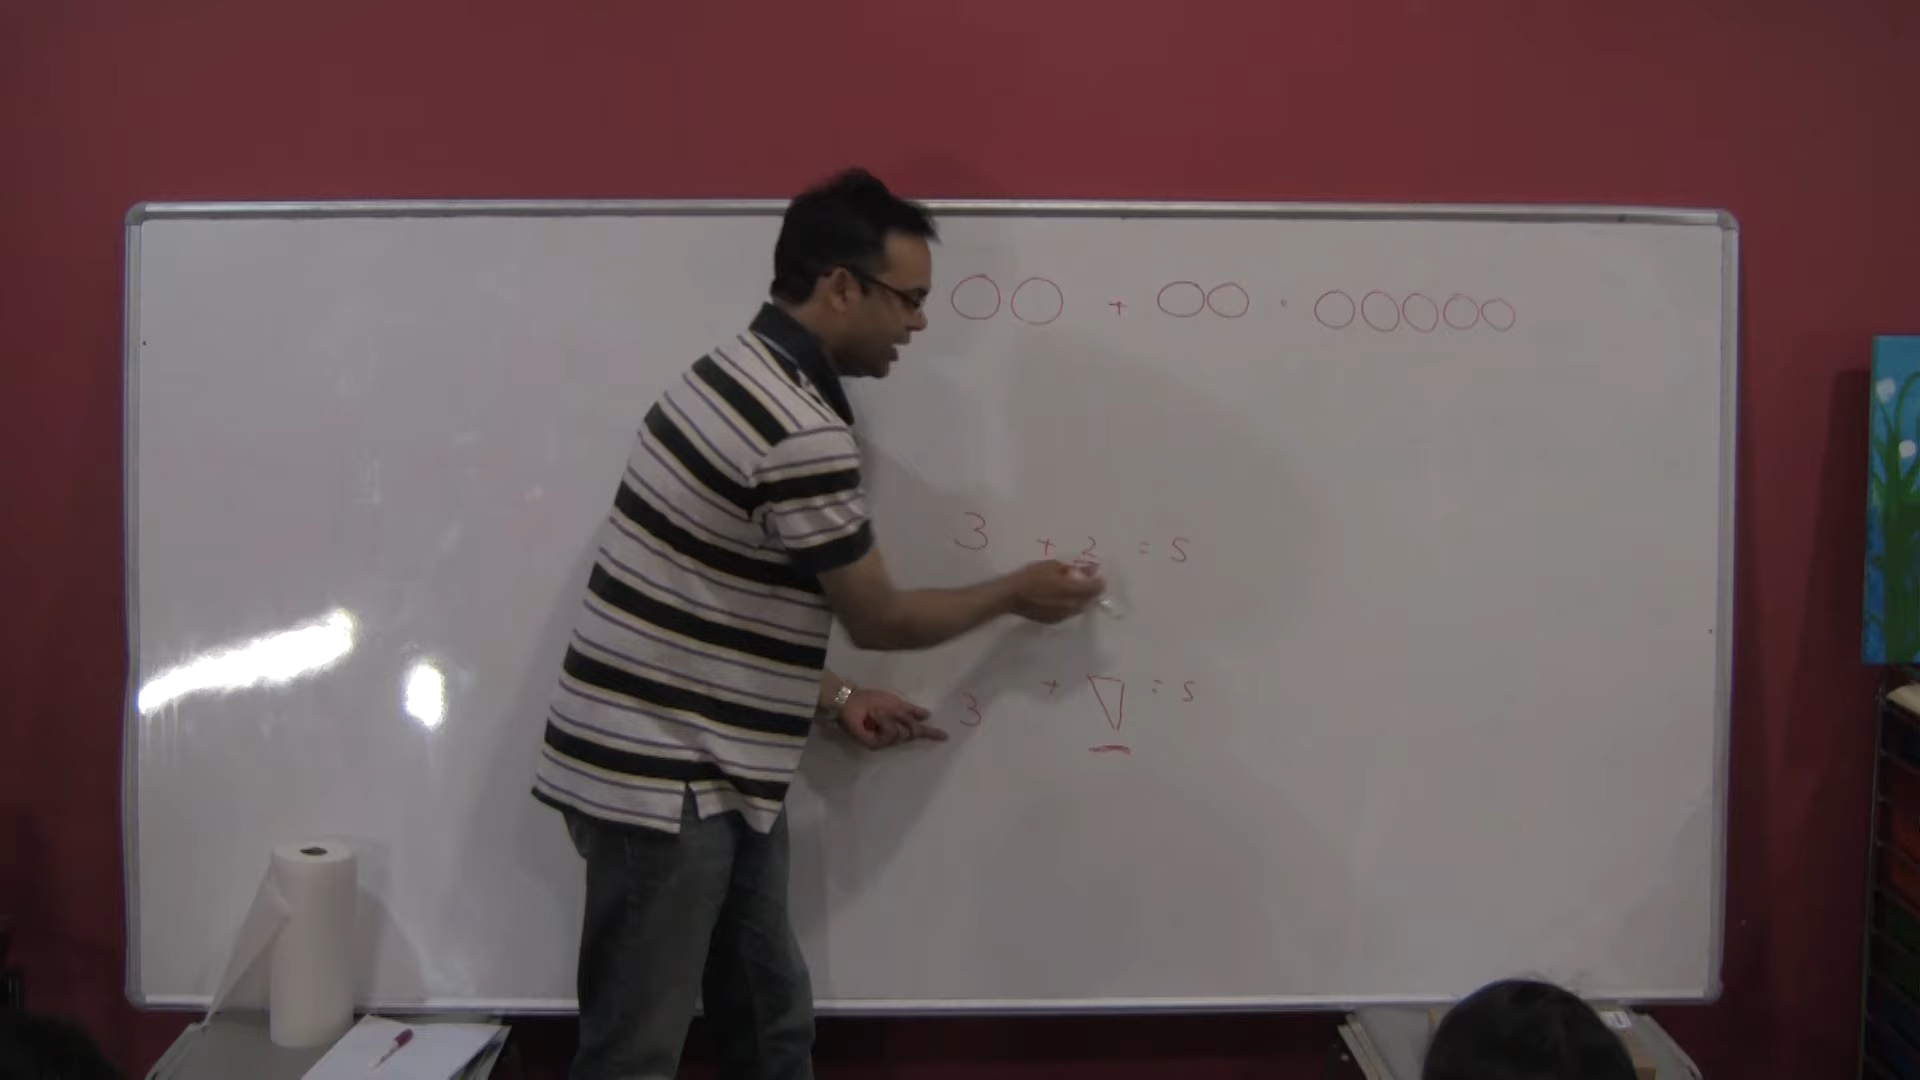 ○○ + ○○ · ○○○○○
3 + 2 = 5
3 + ▽ = 5